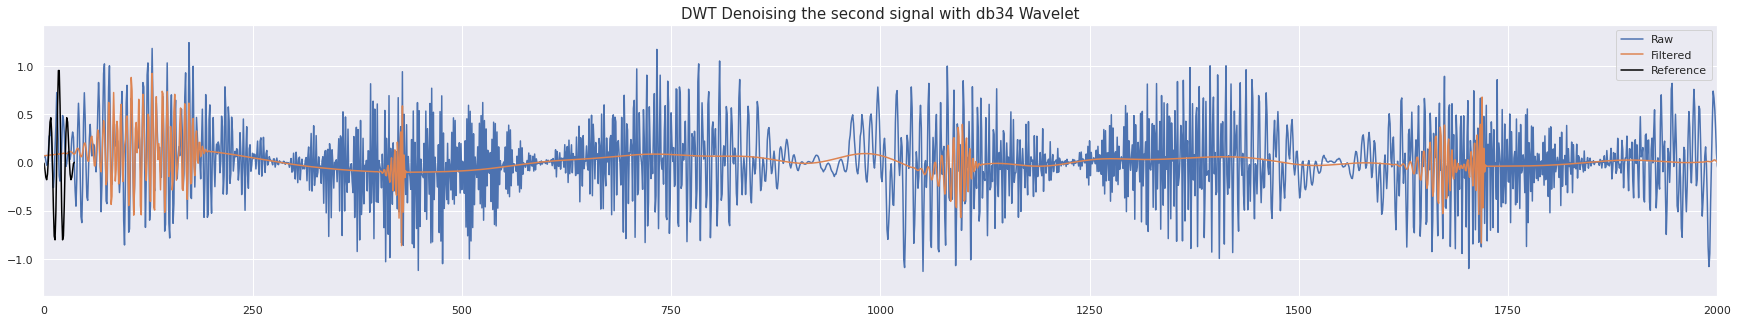 DWT Denoising the second signal with db34 Wavelet
Raw
Filtered
Reference
1.0
0.5
0.0
−0.5
−1.0
0 250 500 750 1000 1250 1500 1750 2000